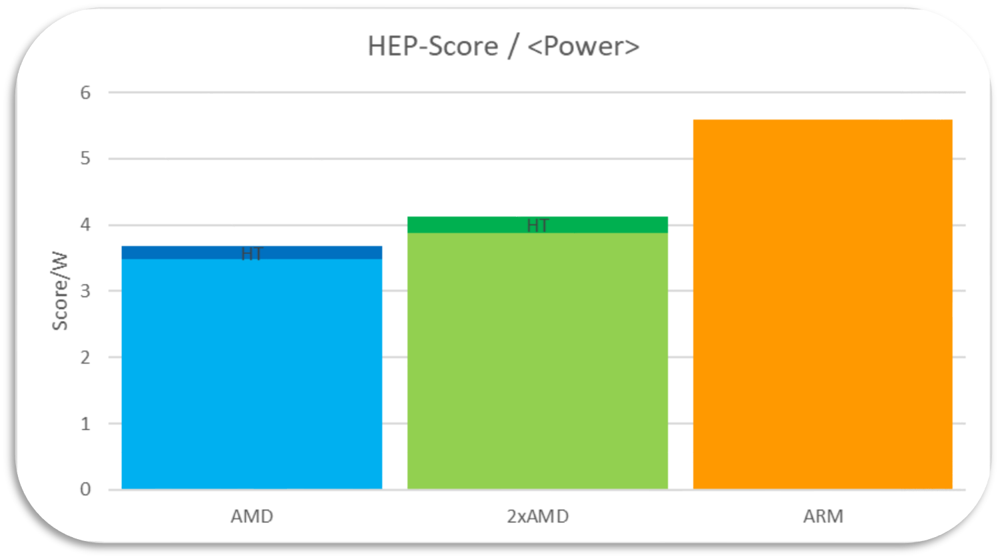 HEP-Score / <Power>
6
5
4
3
2
1
0
Score/W
HT
HT
AMD
2xAMD
ARM